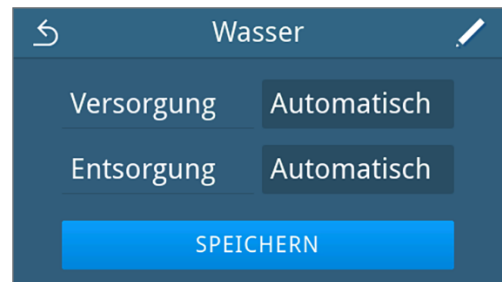 Wasser
Versorgung Automatisch
Entsorgung Automatisch
SPEICHERN